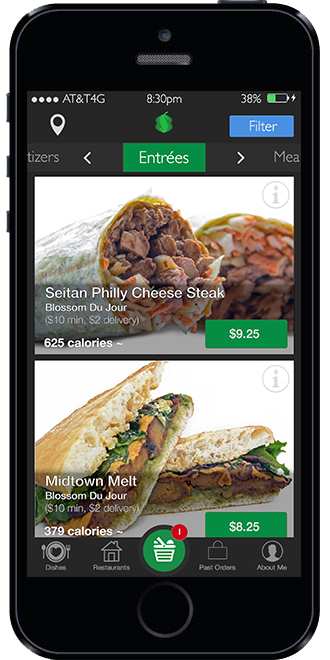 AT&T4G 8:30pm 38%
Filter
tizers < Entrées > Mea
i
Seitan Philly Cheese Steak
Blossom Du Jour
($10 min, $2 delivery)
$9.25
625 calories ~
i
Midtown Melt
Blossom Du Jour
($10 min, $2 delivery)
$8.25
379 calories ~
1
Dishes Restaurants Past Orders About Me